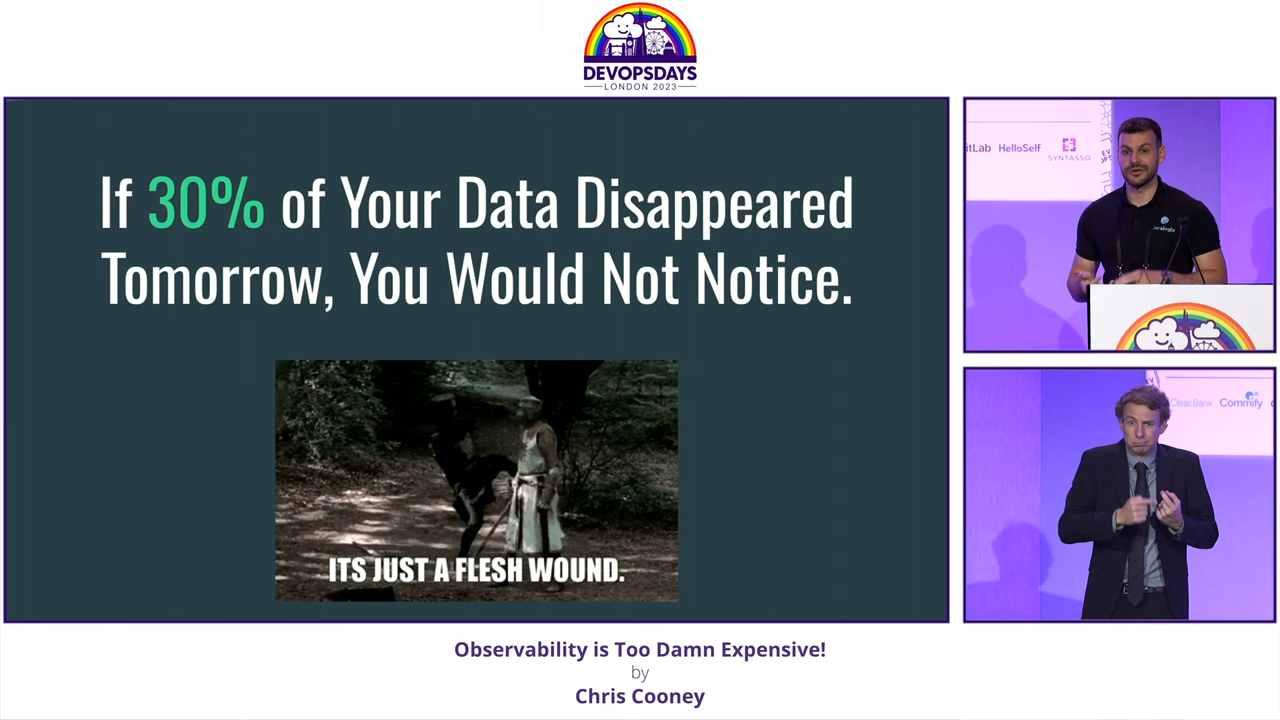 DEVOPSDAYS
LONDON 2023
If 30% of Your Data Disappeared
Tomorrow, You Would Not Notice.
ITS JUST A FLESH WOUND.
itLab HelloSelf SYNTASSO
coralogix
ClearBank Commify
Observability is Too Damn Expensive!
by
Chris Cooney